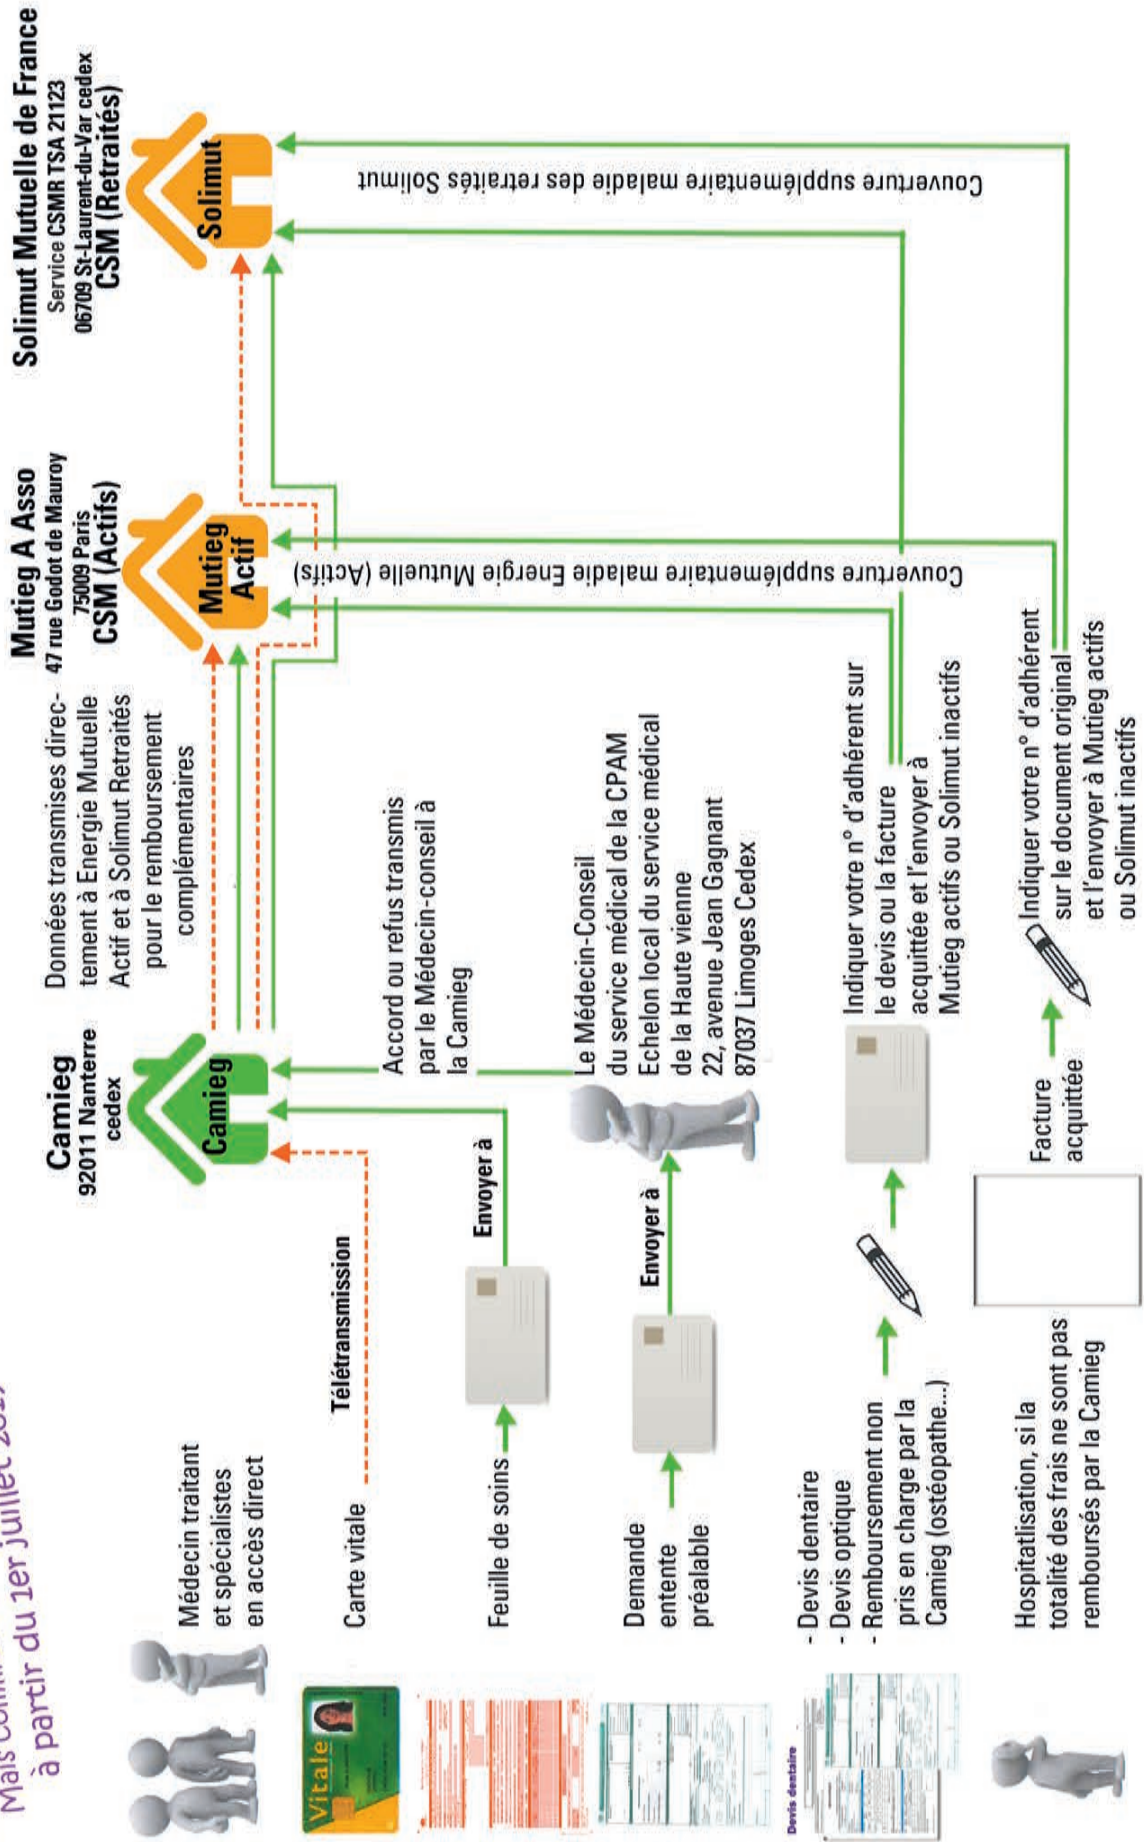 à partir du 1er juillet
Camieg
92011 Nanterre
cedex
Camieg
Données transmises direc-
tement à Energie Mutuelle
Actif et à Solimut Retraités
pour le remboursement
complémentaires
Mutieg A Asso
47 rue Godot de Mauroy
75009 Paris
CSM (Actifs)
Mutieg
Actif
Solimut Mutuelle de France
Service CSMR TSA 21123
06709 St-Laurent-du-Var cedex
CSM (Retraités)
Solimut
Médecin traitant
et spécialistes
en accès direct
Vitale
Carte vitale
Télétransmission
Feuille de soins
Envoyer à
Accord ou refus transmis
par le Médecin-conseil à
la Camieg
Demande
entente
préalable
Envoyer à
Le Médecin-Conseil
du service médical de la CPAM
Echelon local du service médical
de la Haute vienne
22, avenue Jean Gagnant
87037 Limoges Cedex
Devis dentaire
- Devis dentaire
- Devis optique
- Remboursement non
pris en charge par la
Camieg (ostéopathe...)
Indiquer votre n° d'adhérent sur
le devis ou la facture
acquittée et l'envoyer à
Mutieg actifs ou Solimut inactifs
Hospitatlisation, si la
totalité des frais ne sont pas
remboursés par la Camieg
Facture
acquittée
Indiquer votre n° d'adhérent
sur le document original
et l'envoyer à Mutieg actifs
ou Solimut inactifs
Couverture supplémentaire maladie Energie Mutuelle (Actifs)
Couverture supplémentaire maladie des retraités Solimut